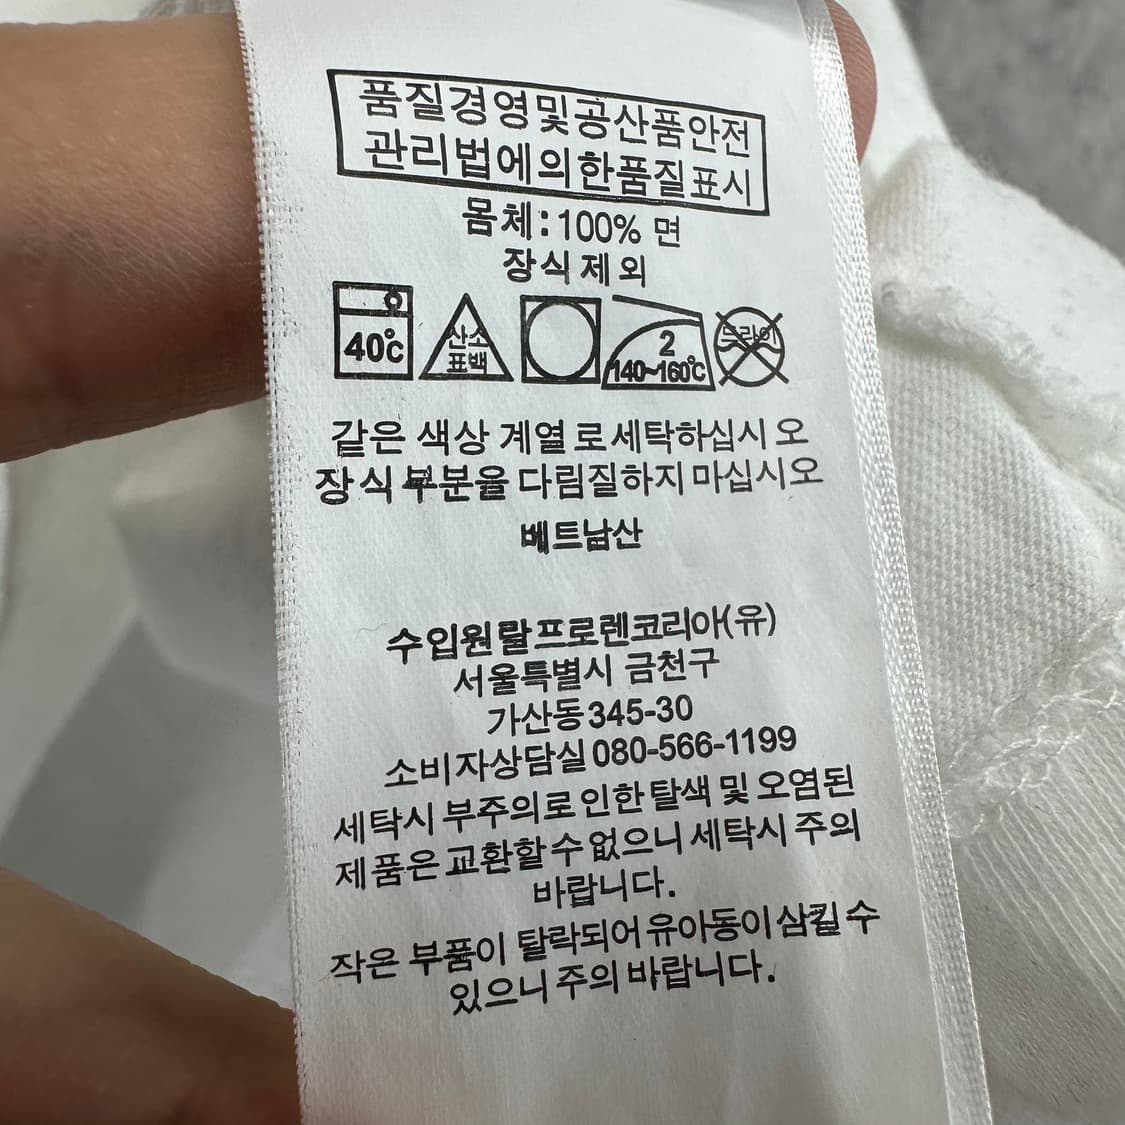 품질경영및공산품안전
관리법에의한품질표시
몸체:100% 면
장식제외
40℃
산소
표백
2
140~160℃
드라이
같은 색상 계열로세탁하십시오
장식부분을 다림질하지마십시오
베트남산
수입원랄프로렌코리아(유)
서울특별시 금천구
가산동345-30
소비자상담실080-566-1199
세탁시 부주의로인한탈색 및 오염된
제품은교환할수없으니세탁시 주의
바랍니다.
작은 부품이 탈락되어유아동이삼킬수
있으니주의바랍니다.